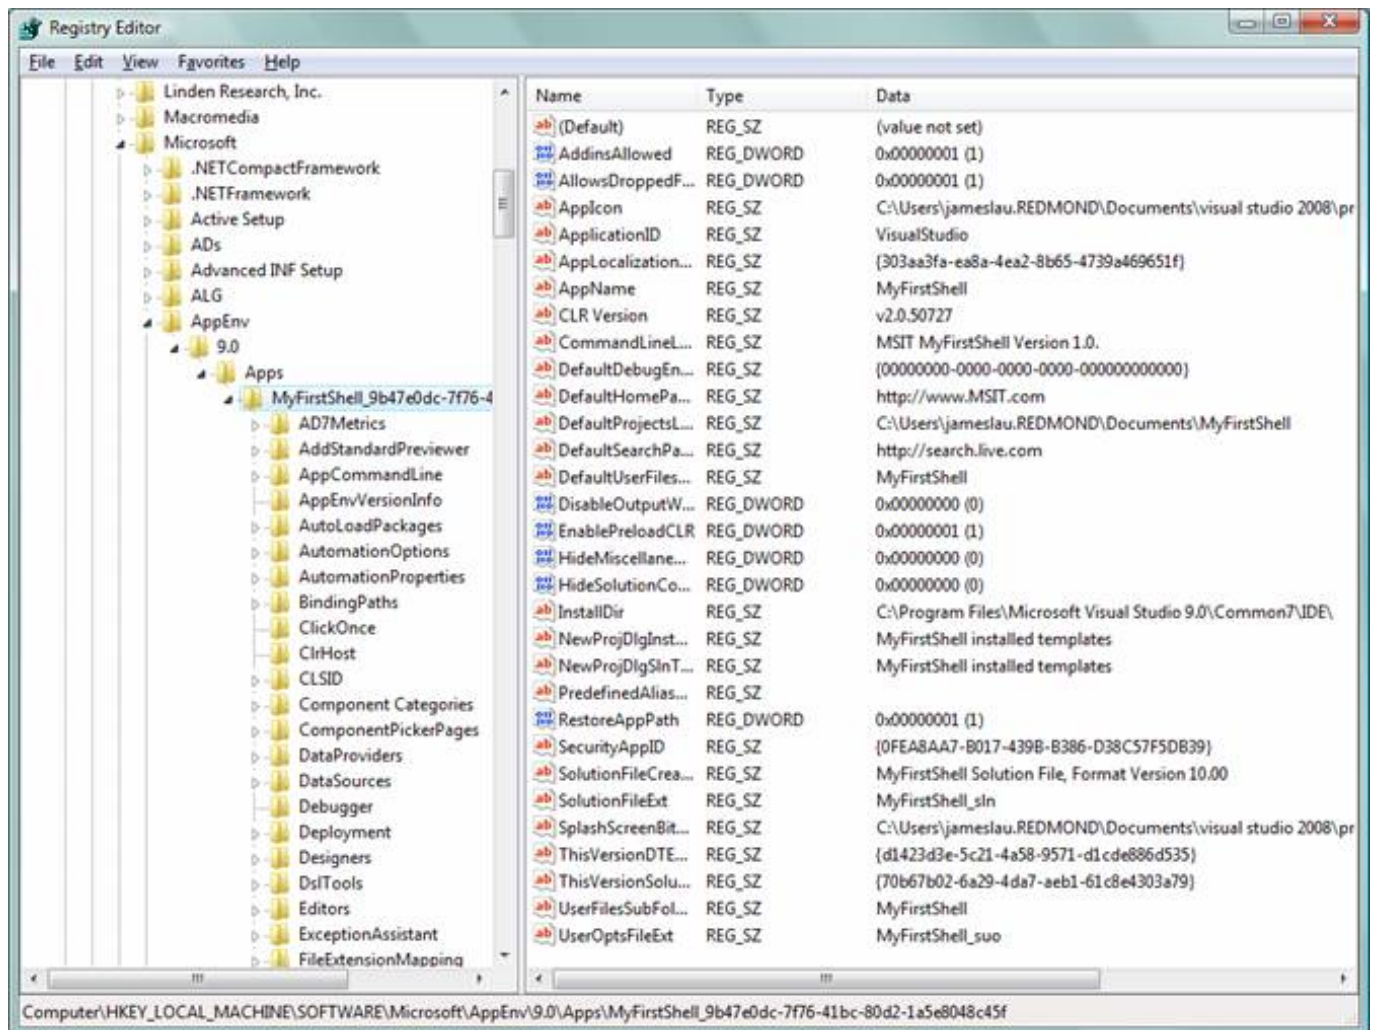 Registry Editor
File Edit View Favorites Help
Linden Research, Inc.
Macromedia
Microsoft
.NETCompactFramework
.NETFramework
Active Setup
ADs
Advanced INF Setup
ALG
AppEnv
9.0
Apps
MyFirstShell_9b47e0dc-7f76-4
AD7Metrics
AddStandardPreviewer
AppCommandLine
AppEnvVersionInfo
AutoLoadPackages
AutomationOptions
AutomationProperties
BindingPaths
ClickOnce
ClrHost
CLSID
Component Categories
ComponentPickerPages
DataProviders
DataSources
Debugger
Deployment
Designers
DslTools
Editors
ExceptionAssistant
FileExtensionMapping
Name Type Data
(Default) REG_SZ (value not set)
AddinsAllowed REG_DWORD 0x00000001 (1)
AllowsDroppedF... REG_DWORD 0x00000001 (1)
AppIcon REG_SZ C:\Users\jameslau.REDMOND\Documents\visual studio 2008\pr
ApplicationID REG_SZ VisualStudio
AppLocalization... REG_SZ {303aa3fa-ea8a-4ea2-8b65-4739a469651f}
AppName REG_SZ MyFirstShell
CLR Version REG_SZ v2.0.50727
CommandLineL... REG_SZ MSIT MyFirstShell Version 1.0.
DefaultDebugEn... REG_SZ {00000000-0000-0000-0000-000000000000}
DefaultHomePa... REG_SZ http://www.MSIT.com
DefaultProjectsL... REG_SZ C:\Users\jameslau.REDMOND\Documents\MyFirstShell
DefaultSearchPa... REG_SZ http://search.live.com
DefaultUserFiles... REG_SZ MyFirstShell
DisableOutputW... REG_DWORD 0x00000000 (0)
EnablePreloadCLR REG_DWORD 0x00000001 (1)
HideMiscellane... REG_DWORD 0x00000000 (0)
HideSolutionCo... REG_DWORD 0x00000000 (0)
InstallDir REG_SZ C:\Program Files\Microsoft Visual Studio 9.0\Common7\IDE\
NewProjDlgInst... REG_SZ MyFirstShell installed templates
NewProjDlgSlnT... REG_SZ MyFirstShell installed templates
PredefinedAlias... REG_SZ
RestoreAppPath REG_DWORD 0x00000001 (1)
SecurityAppID REG_SZ {0FEA8AA7-B017-439B-B386-D38C57F5DB39}
SolutionFileCrea... REG_SZ MyFirstShell Solution File, Format Version 10.00
SolutionFileExt REG_SZ MyFirstShell_sln
SplashScreenBit... REG_SZ C:\Users\jameslau.REDMOND\Documents\visual studio 2008\pr
ThisVersionDTE... REG_SZ {d1423d3e-5c21-4a58-9571-d1cde886d535}
ThisVersionSolu... REG_SZ {70b67b02-6a29-4da7-aeb1-61c8e4303a79}
UserFilesSubFol... REG_SZ MyFirstShell
UserOptsFileExt REG_SZ MyFirstShell_suo
Computer\HKEY_LOCAL_MACHINE\SOFTWARE\Microsoft\AppEnv\9.0\Apps\MyFirstShell_9b47e0dc-7f76-41bc-80d2-1a5e8048c45f